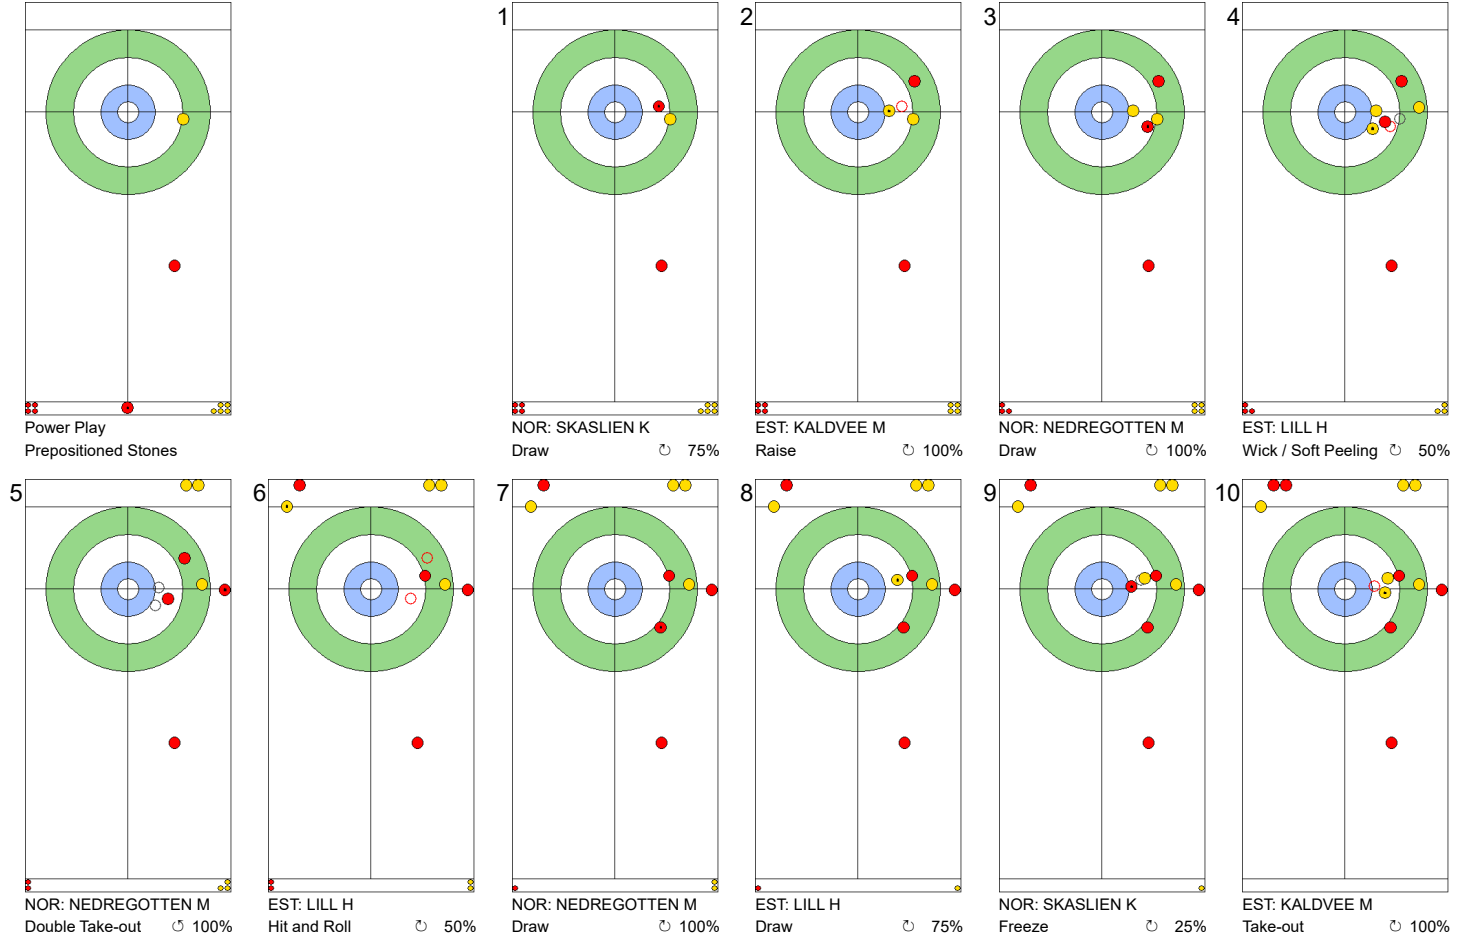 Power Play
Prepositioned Stones
1
NOR: SKASLIEN K
Draw ↻ 75%
2
EST: KALDVEE M
Raise ↻ 100%
3
NOR: NEDREGOTTEN M
Draw ↻ 100%
4
EST: LILL H
Wick / Soft Peeling ↻ 50%
5
NOR: NEDREGOTTEN M
Double Take-out ↺ 100%
6
EST: LILL H
Hit and Roll ↻ 50%
7
NOR: NEDREGOTTEN M
Draw ↻ 100%
8
EST: LILL H
Draw ↻ 75%
9
NOR: SKASLIEN K
Freeze ↻ 25%
10
EST: KALDVEE M
Take-out ↻ 100%